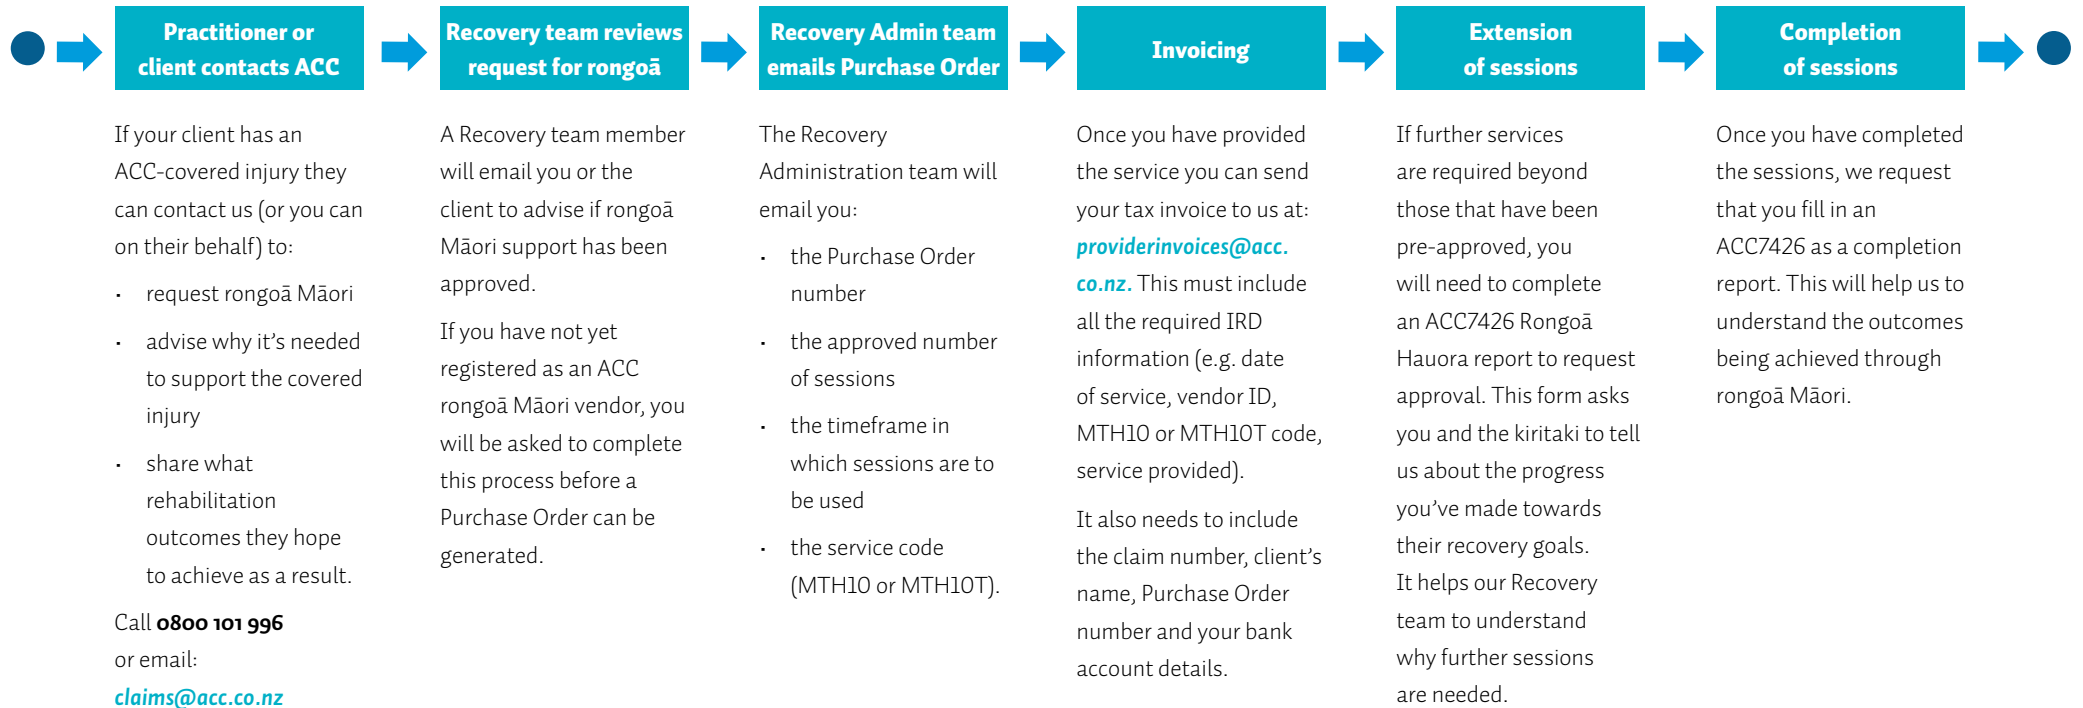 Practitioner or
client contacts ACC
If your client has an
ACC-covered injury they
can contact us (or you can
on their behalf) to:
• request rongoā Māori
• advise why it's needed
to support the covered
injury
• share what
rehabilitation
outcomes they hope
to achieve as a result.
Call 0800 101 996
or email:
claims@acc.co.nz
Recovery team reviews
request for rongoā
A Recovery team member
will email you or the
client to advise if rongoā
Māori support has been
approved.
If you have not yet
registered as an ACC
rongoā Māori vendor, you
will be asked to complete
this process before a
Purchase Order can be
generated.
Recovery Admin team
emails Purchase Order
The Recovery
Administration team will
email you:
• the Purchase Order
number
• the approved number
of sessions
• the timeframe in
which sessions are to
be used
• the service code
(MTH10 or MTH10T).
Invoicing
Once you have provided
the service you can send
your tax invoice to us at:
providerinvoices@acc.
co.nz. This must include
all the required IRD
information (e.g. date
of service, vendor ID,
MTH10 or MTH10T code,
service provided).
It also needs to include
the claim number, client's
name, Purchase Order
number and your bank
account details.
Extension
of sessions
If further services
are required beyond
those that have been
pre-approved, you
will need to complete
an ACC7426 Rongoā
Hauora report to request
approval. This form asks
you and the kiritaki to tell
us about the progress
you've made towards
their recovery goals.
It helps our Recovery
team to understand
why further sessions
are needed.
Completion
of sessions
Once you have completed
the sessions, we request
that you fill in an
ACC7426 as a completion
report. This will help us to
understand the outcomes
being achieved through
rongoā Māori.